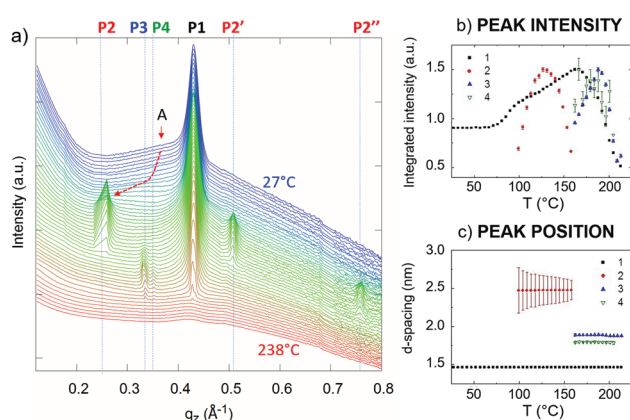 P2 P3 P4 P1 P2' P2''
a)
A
27°C
238°C
Intensity (a.u.)
0.2 0.3 0.4 0.5 0.6 0.7 0.8
q_z (Å⁻¹)
b) PEAK INTENSITY
Integrated intensity (a.u.)
1.5
1.0
0.5
1
2
3
4
0 50 100 150 200
T (°C)
c) PEAK POSITION
d-spacing (nm)
3.0
2.5
2.0
1.5
1
2
3
4
0 50 100 150 200
T (°C)